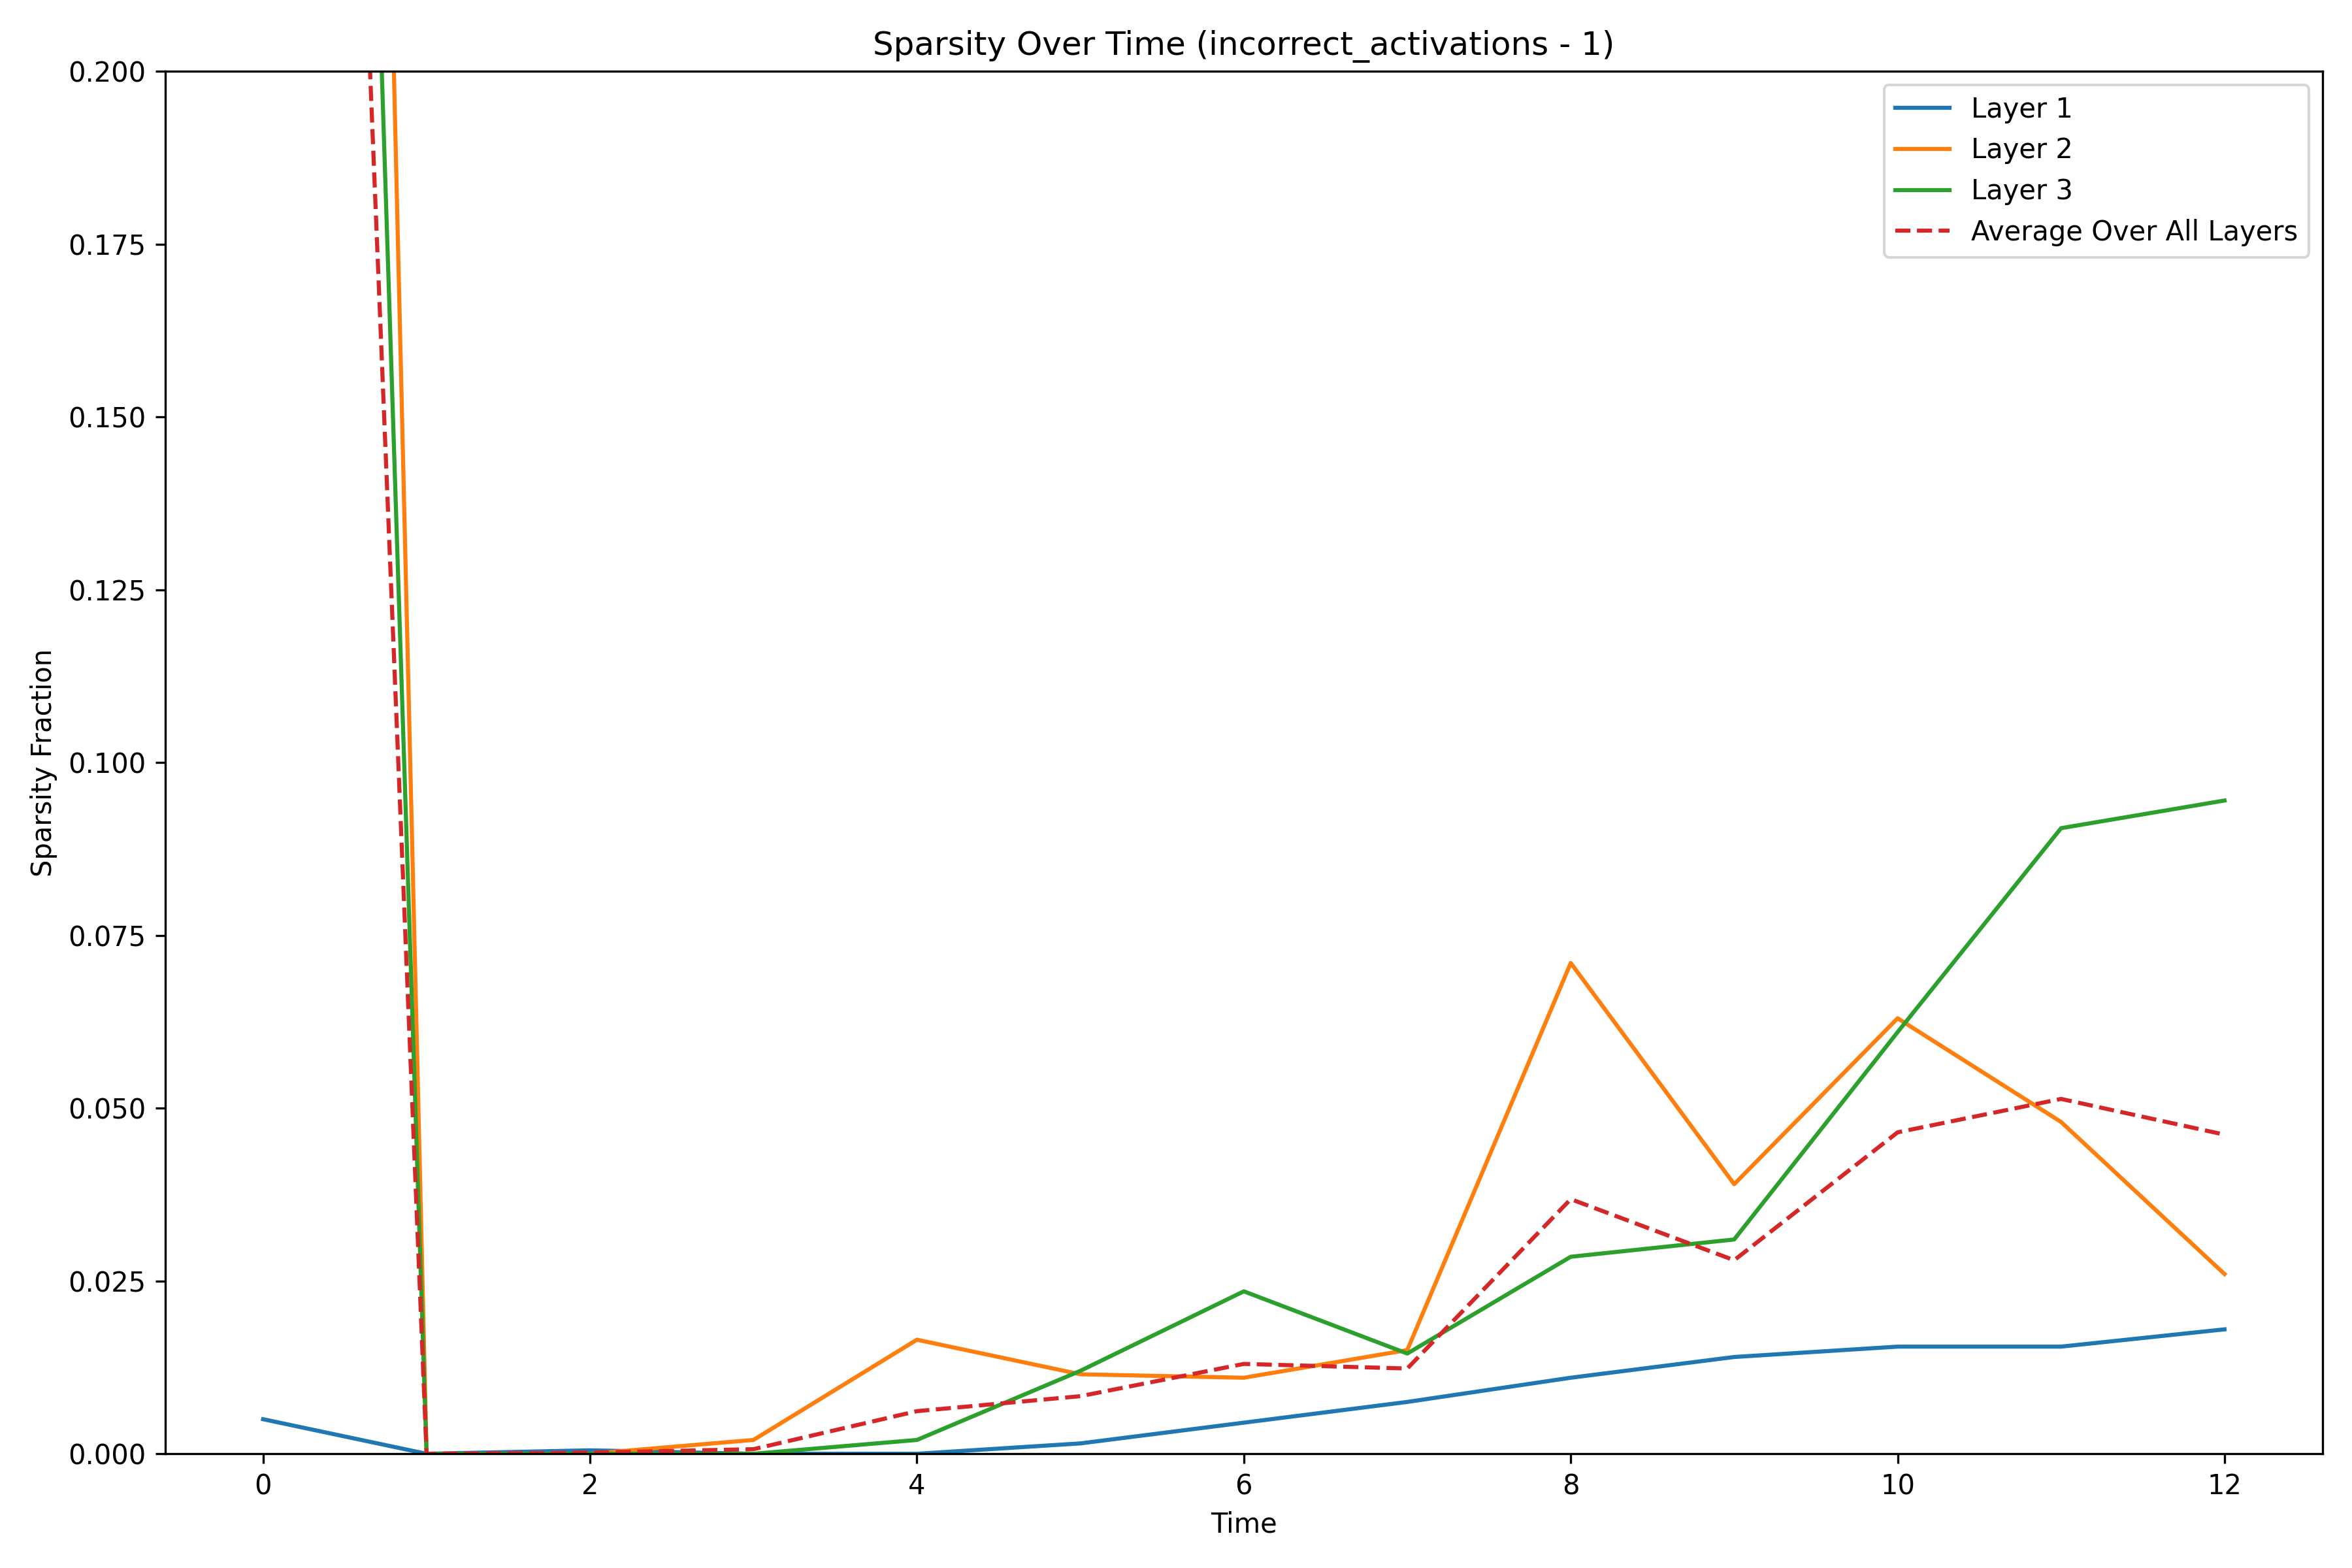 Sparsity Over Time (incorrect_activations - 1)
0.200
0.175
0.150
0.125
0.100
0.075
0.050
0.025
0.000
Sparsity Fraction
Layer 1
Layer 2
Layer 3
Average Over All Layers
0 2 4 6 8 10 12
Time